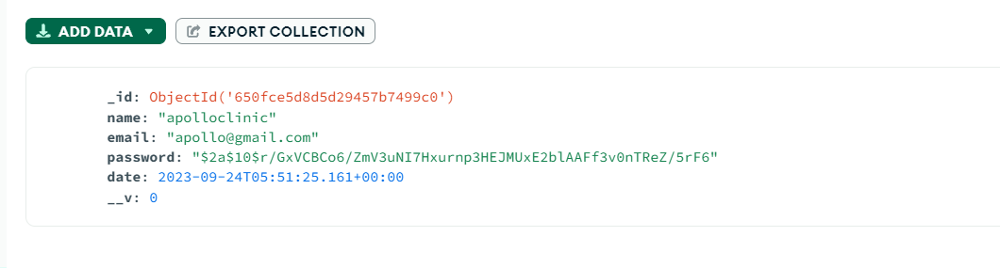 ADD DATA
EXPORT COLLECTION
_id: ObjectId('650fce5d8d5d29457b7499c0')
name: "apolloclinic"
email: "apollo@gmail.com"
password: "$2a$10$r/GxVCBCo6/ZmV3uNI7Hxurnp3HEJMUxE2blAAFf3v0nTReZ/5rF6"
date: 2023-09-24T05:51:25.161+00:00
__v: 0